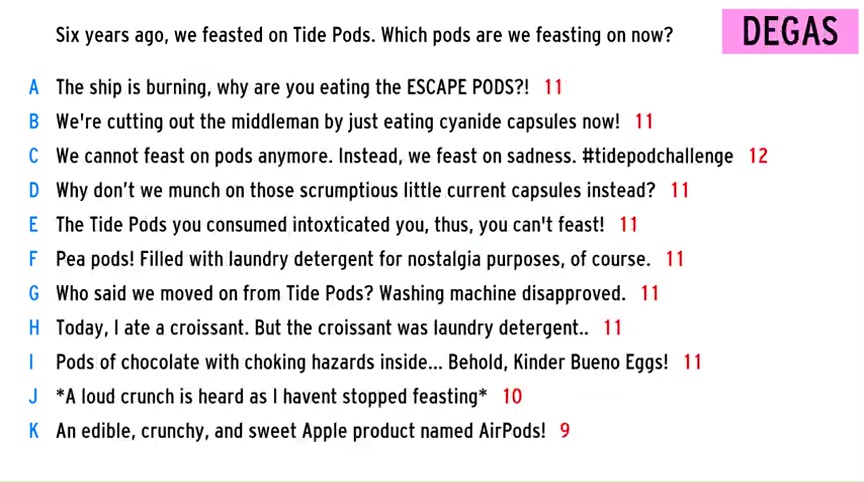 Six years ago, we feasted on Tide Pods. Which pods are we feasting on now?
DEGAS
A The ship is burning, why are you eating the ESCAPE PODS?! 11
B We're cutting out the middleman by just eating cyanide capsules now! 11
C We cannot feast on pods anymore. Instead, we feast on sadness. #tidepodchallenge 12
D Why don't we munch on those scrumptious little current capsules instead? 11
E The Tide Pods you consumed intoxticated you, thus, you can't feast! 11
F Pea pods! Filled with laundry detergent for nostalgia purposes, of course. 11
G Who said we moved on from Tide Pods? Washing machine disapproved. 11
H Today, I ate a croissant. But the croissant was laundry detergent.. 11
I Pods of chocolate with choking hazards inside... Behold, Kinder Bueno Eggs! 11
J *A loud crunch is heard as I havent stopped feasting* 10
K An edible, crunchy, and sweet Apple product named AirPods! 9